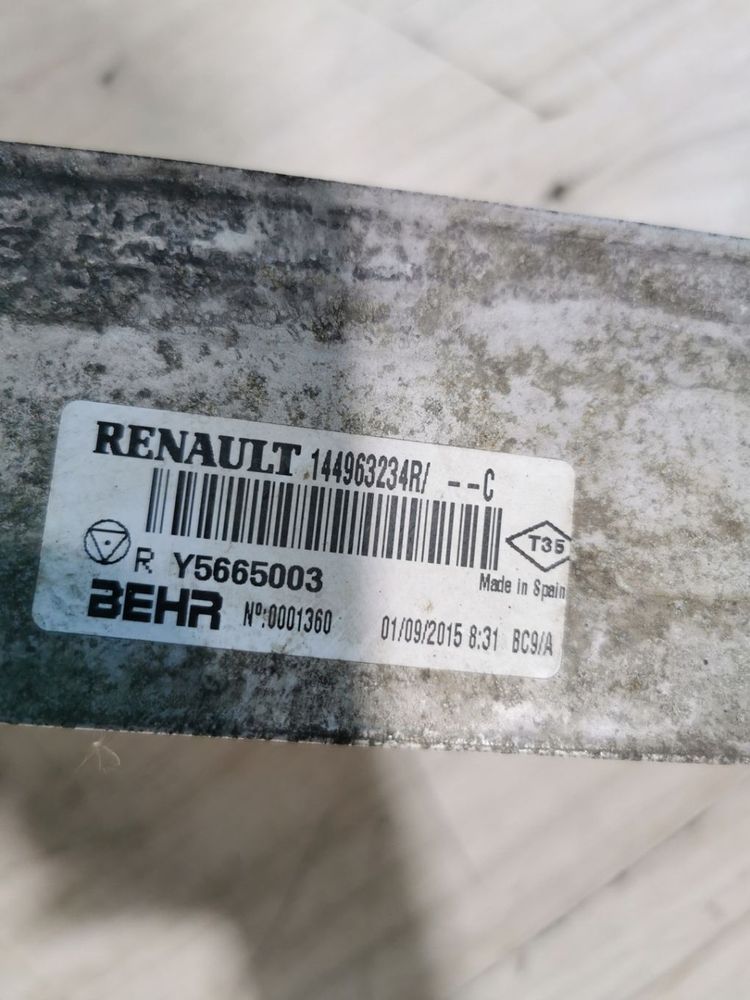 RENAULT 144963234R/ --C
T35
R Y5665003
Made in Spain
BEHR Nº:0001360 01/09/2015 8:31 BC9/A